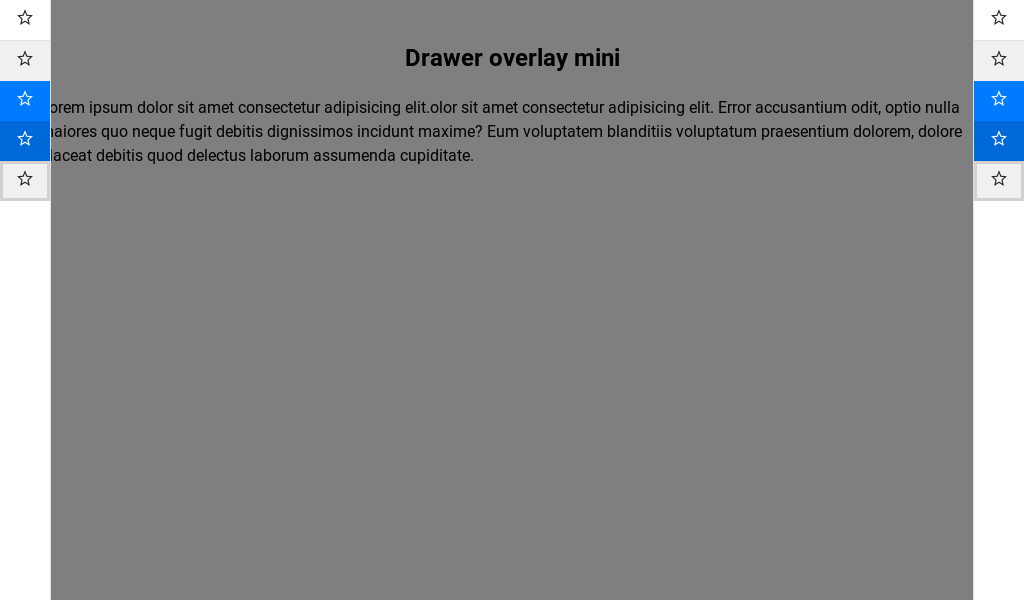 Drawer overlay mini
orem ipsum dolor sit amet consectetur adipisicing elit.olor sit amet consectetur adipisicing elit. Error accusantium odit, optio nulla
aiores quo neque fugit debitis dignissimos incidunt maxime? Eum voluptatem blanditiis voluptatum praesentium dolorem, dolore
laceat debitis quod delectus laborum assumenda cupiditate.